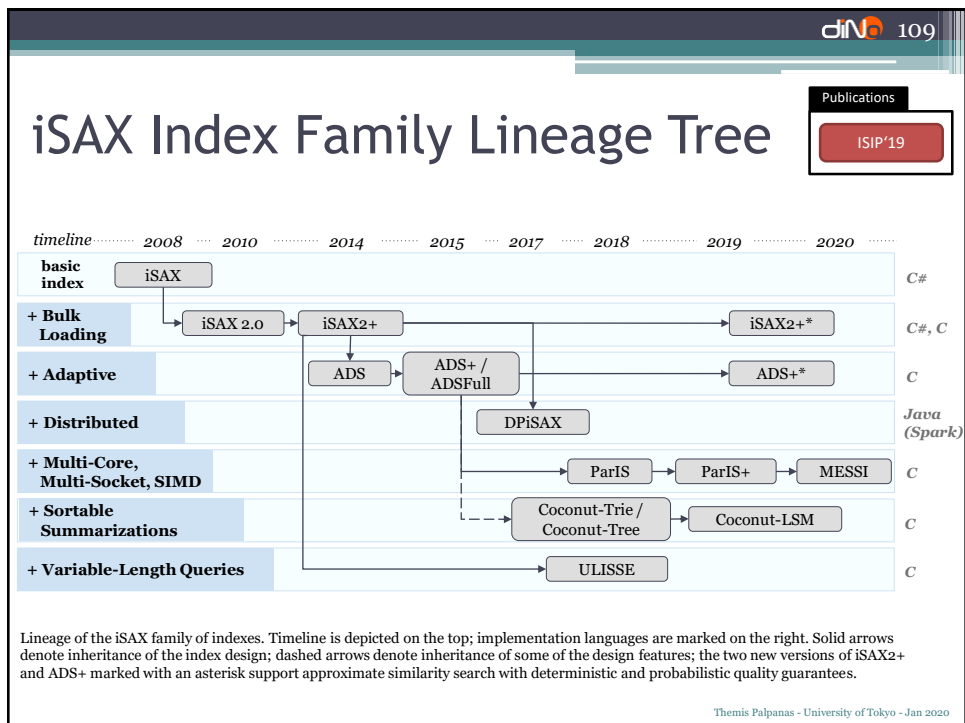 diNo 109
iSAX Index Family Lineage Tree
Publications
ISIP‘19
timeline 2008 2010 2014 2015 2017 2018 2019 2020
basic
index
iSAX
C#
+ Bulk
Loading
iSAX 2.0
iSAX2+
iSAX2+*
C#, C
+ Adaptive
ADS
ADS+ /
ADSFull
ADS+*
C
+ Distributed
DPiSAX
Java
(Spark)
+ Multi-Core,
Multi-Socket, SIMD
ParIS
ParIS+
MESSI
C
+ Sortable
Summarizations
Coconut-Trie /
Coconut-Tree
Coconut-LSM
C
+ Variable-Length Queries
ULISSE
C
Lineage of the iSAX family of indexes. Timeline is depicted on the top; implementation languages are marked on the right. Solid arrows
denote inheritance of the index design; dashed arrows denote inheritance of some of the design features; the two new versions of iSAX2+
and ADS+ marked with an asterisk support approximate similarity search with deterministic and probabilistic quality guarantees.
Themis Palpanas - University of Tokyo - Jan 2020